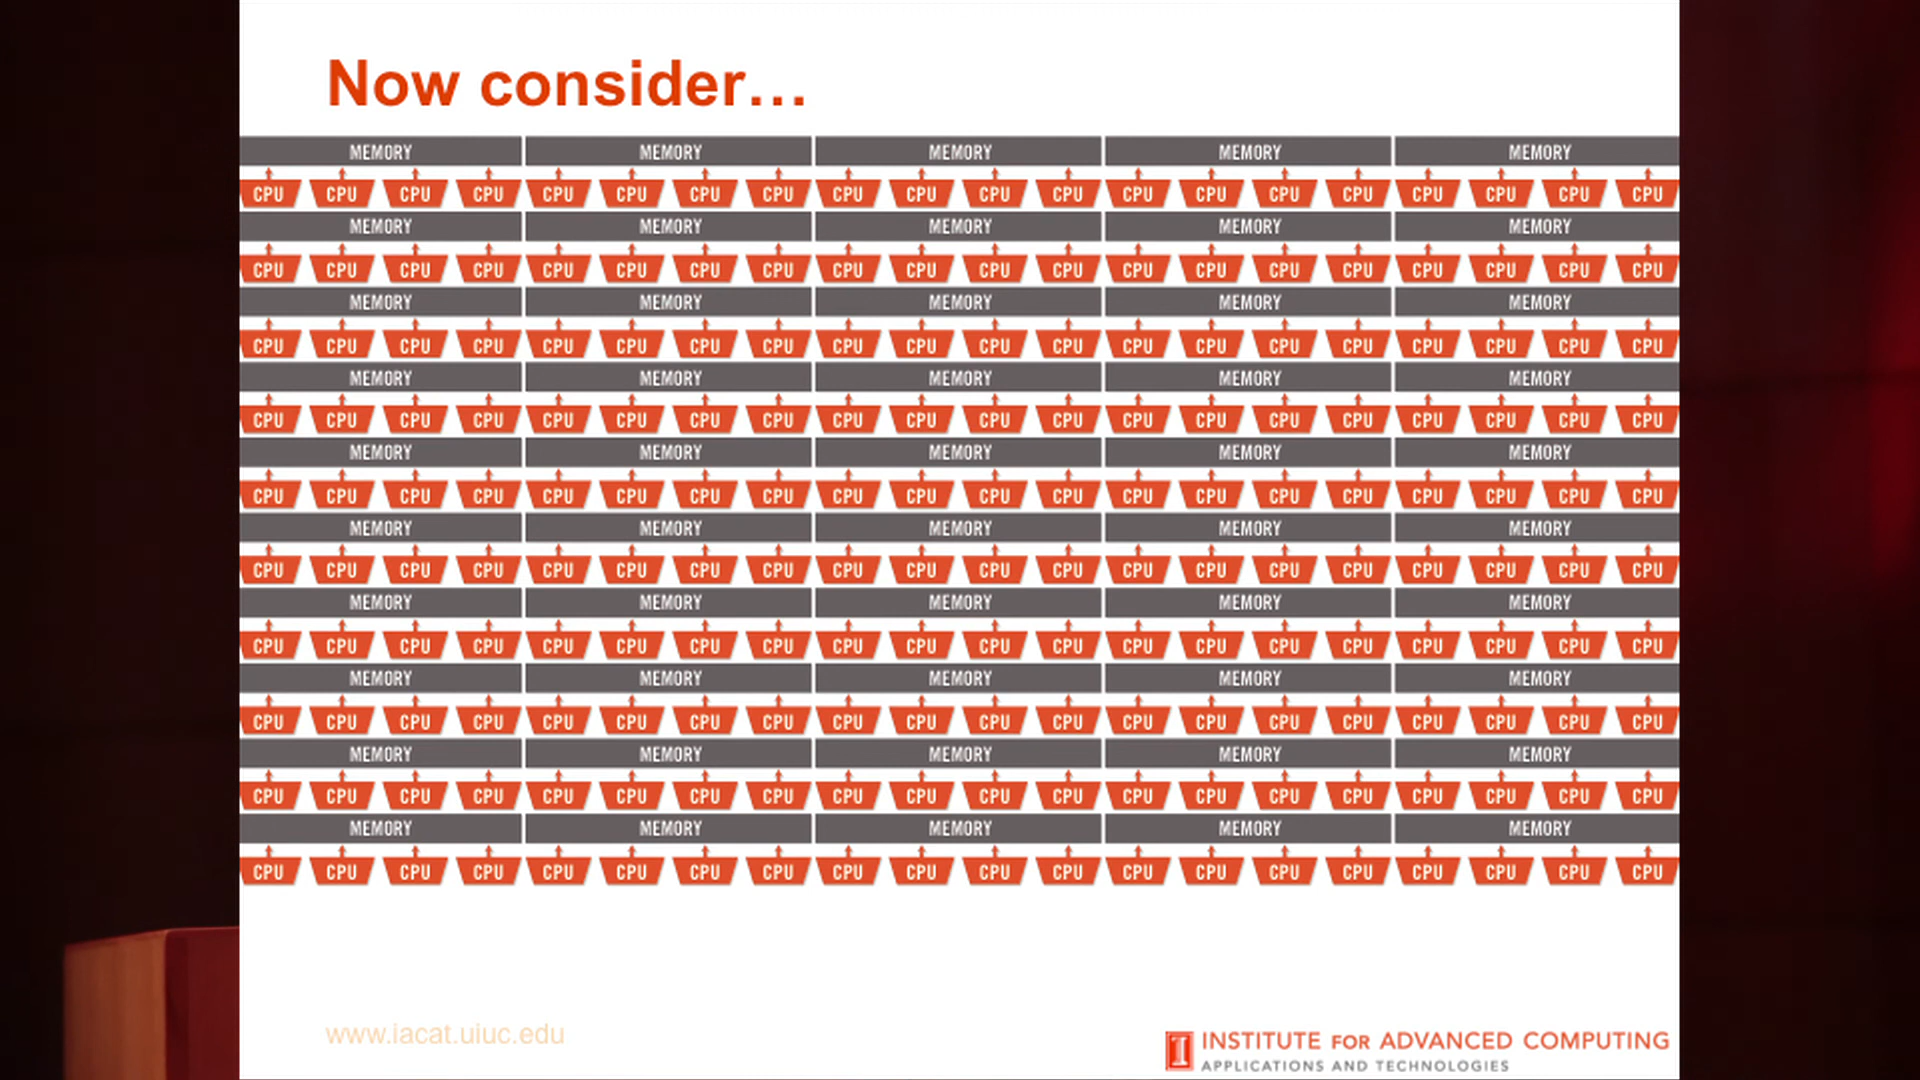 Now consider...
MEMORY MEMORY MEMORY MEMORY MEMORY
CPU CPU CPU CPU CPU CPU CPU CPU CPU CPU CPU CPU CPU CPU CPU CPU CPU CPU CPU CPU
MEMORY MEMORY MEMORY MEMORY MEMORY
CPU CPU CPU CPU CPU CPU CPU CPU CPU CPU CPU CPU CPU CPU CPU CPU CPU CPU CPU CPU
MEMORY MEMORY MEMORY MEMORY MEMORY
CPU CPU CPU CPU CPU CPU CPU CPU CPU CPU CPU CPU CPU CPU CPU CPU CPU CPU CPU CPU
MEMORY MEMORY MEMORY MEMORY MEMORY
CPU CPU CPU CPU CPU CPU CPU CPU CPU CPU CPU CPU CPU CPU CPU CPU CPU CPU CPU CPU
MEMORY MEMORY MEMORY MEMORY MEMORY
CPU CPU CPU CPU CPU CPU CPU CPU CPU CPU CPU CPU CPU CPU CPU CPU CPU CPU CPU CPU
MEMORY MEMORY MEMORY MEMORY MEMORY
CPU CPU CPU CPU CPU CPU CPU CPU CPU CPU CPU CPU CPU CPU CPU CPU CPU CPU CPU CPU
MEMORY MEMORY MEMORY MEMORY MEMORY
CPU CPU CPU CPU CPU CPU CPU CPU CPU CPU CPU CPU CPU CPU CPU CPU CPU CPU CPU CPU
MEMORY MEMORY MEMORY MEMORY MEMORY
CPU CPU CPU CPU CPU CPU CPU CPU CPU CPU CPU CPU CPU CPU CPU CPU CPU CPU CPU CPU
MEMORY MEMORY MEMORY MEMORY MEMORY
CPU CPU CPU CPU CPU CPU CPU CPU CPU CPU CPU CPU CPU CPU CPU CPU CPU CPU CPU CPU
MEMORY MEMORY MEMORY MEMORY MEMORY
CPU CPU CPU CPU CPU CPU CPU CPU CPU CPU CPU CPU CPU CPU CPU CPU CPU CPU CPU CPU
www.iacat.uiuc.edu
I INSTITUTE FOR ADVANCED COMPUTING
APPLICATIONS AND TECHNOLOGIES